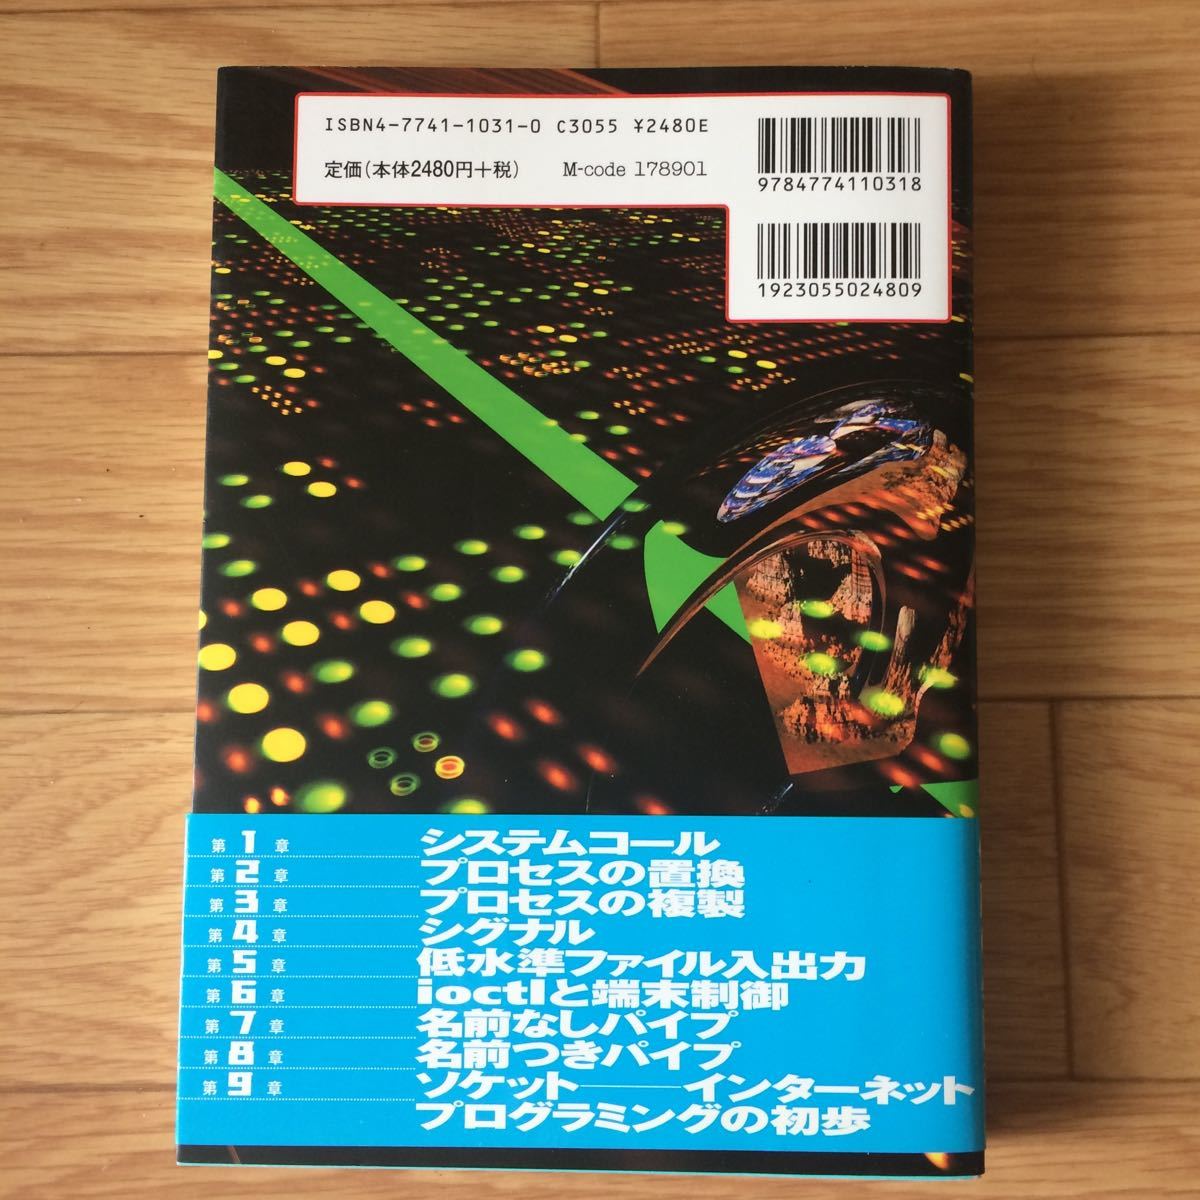 ISBN4-7741-1031-0 C3055 ¥2480E
定価(本体2480円+税) M-code 178901
9784774110318
1923055024809
第1章 システムコール
第2章 プロセスの置換
第3章 プロセスの複製
第4章 シグナル
第5章 低水準ファイル入出力
第6章 ioctlと端末制御
第7章 名前なしパイプ
第8章 名前つきパイプ
第9章 ソケット――インターネット
プログラミングの初歩